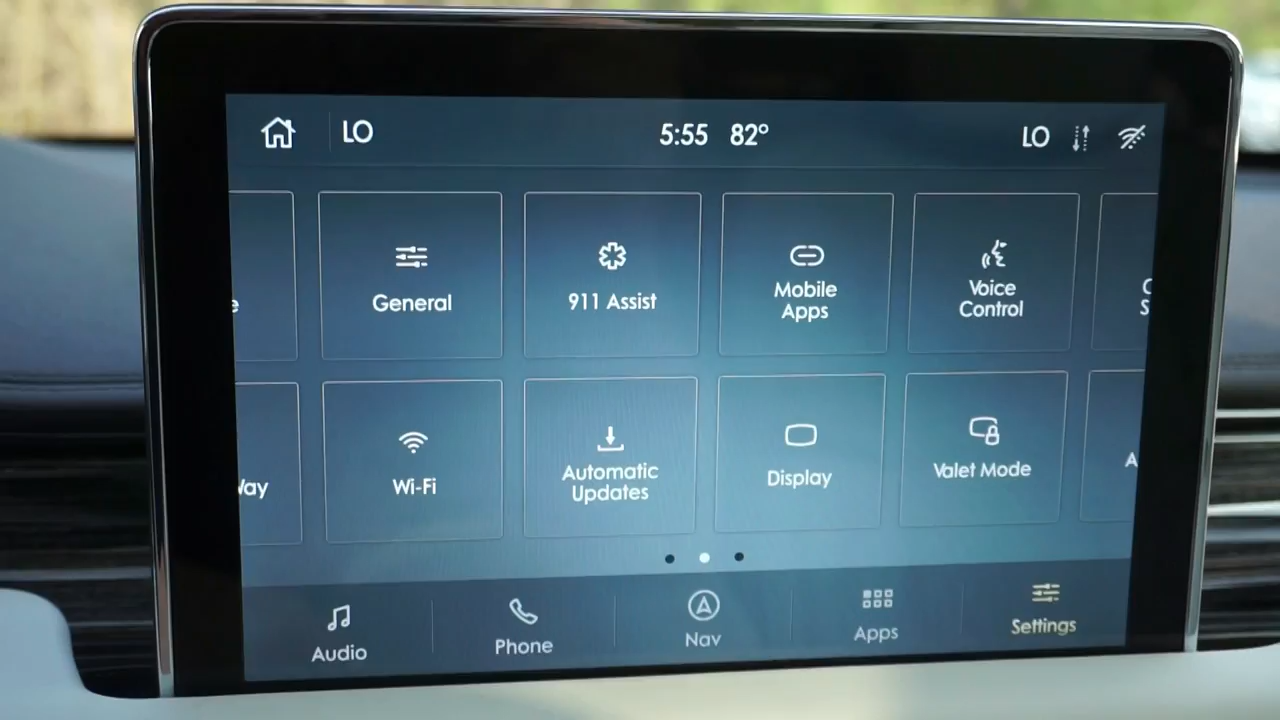 LO
5:55 82°
LO
General
911 Assist
Mobile
Apps
Voice
Control
Wi-Fi
Automatic
Updates
Display
Valet Mode
Audio
Phone
Nav
Apps
Settings